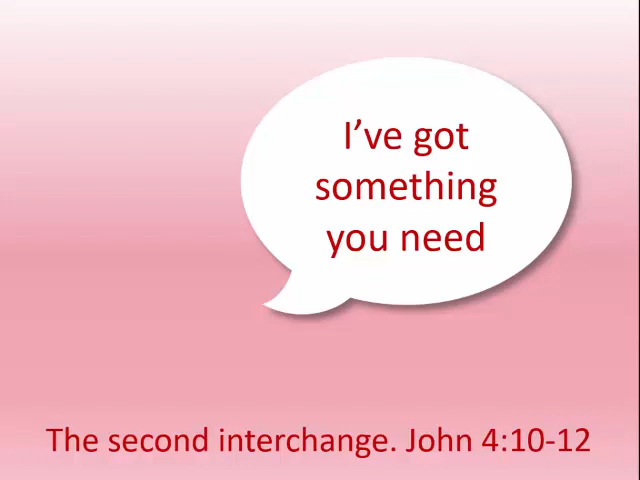 I’ve got
something
you need
The second interchange. John 4:10-12